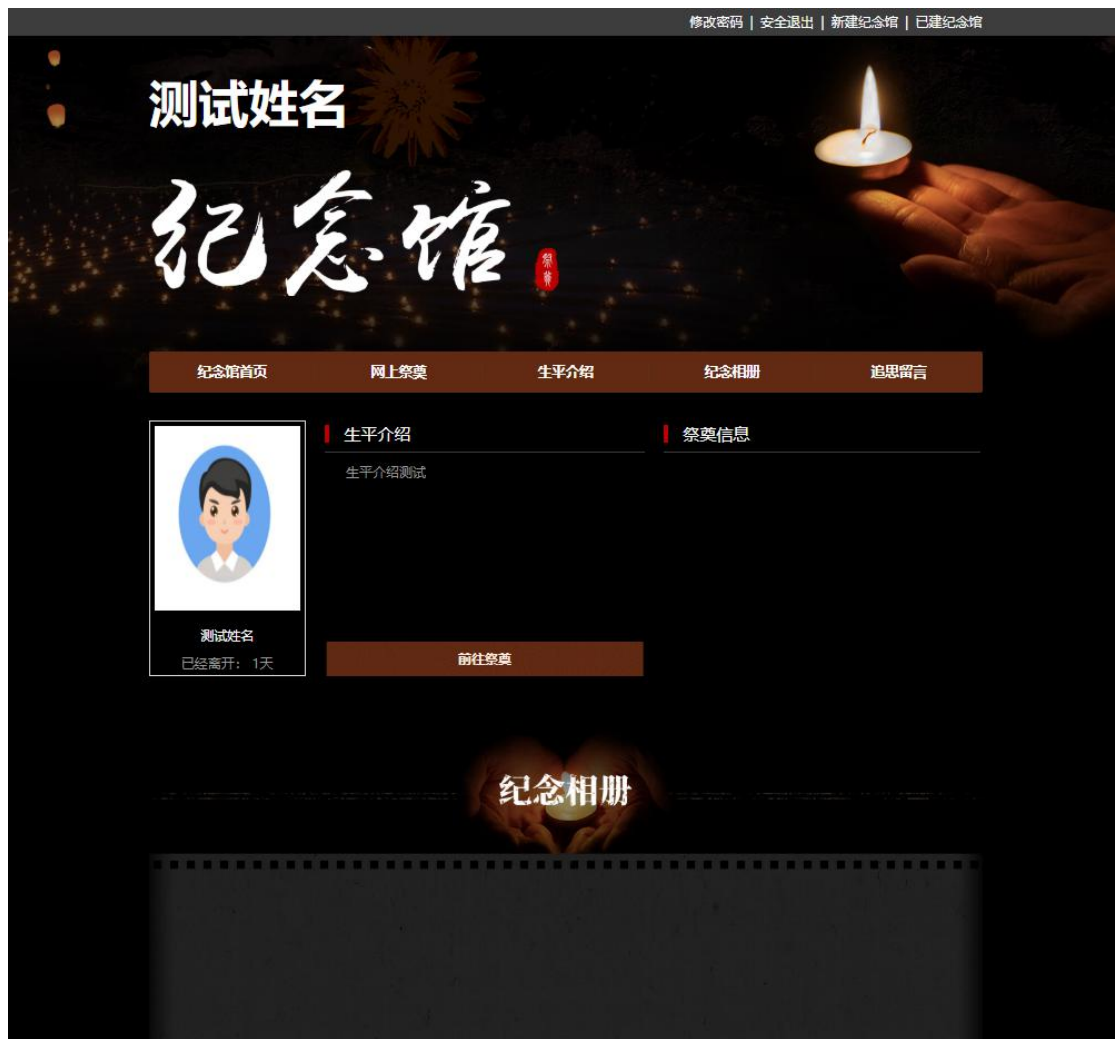 修改密码 | 安全退出 | 新建纪念馆 | 已建纪念馆
测试姓名
纪念馆
祭奠
纪念馆首页 网上祭奠 生平介绍 纪念相册 追思留言
生平介绍
生平介绍测试
前往祭奠
祭奠信息
测试姓名
已经离开： 1天
纪念相册